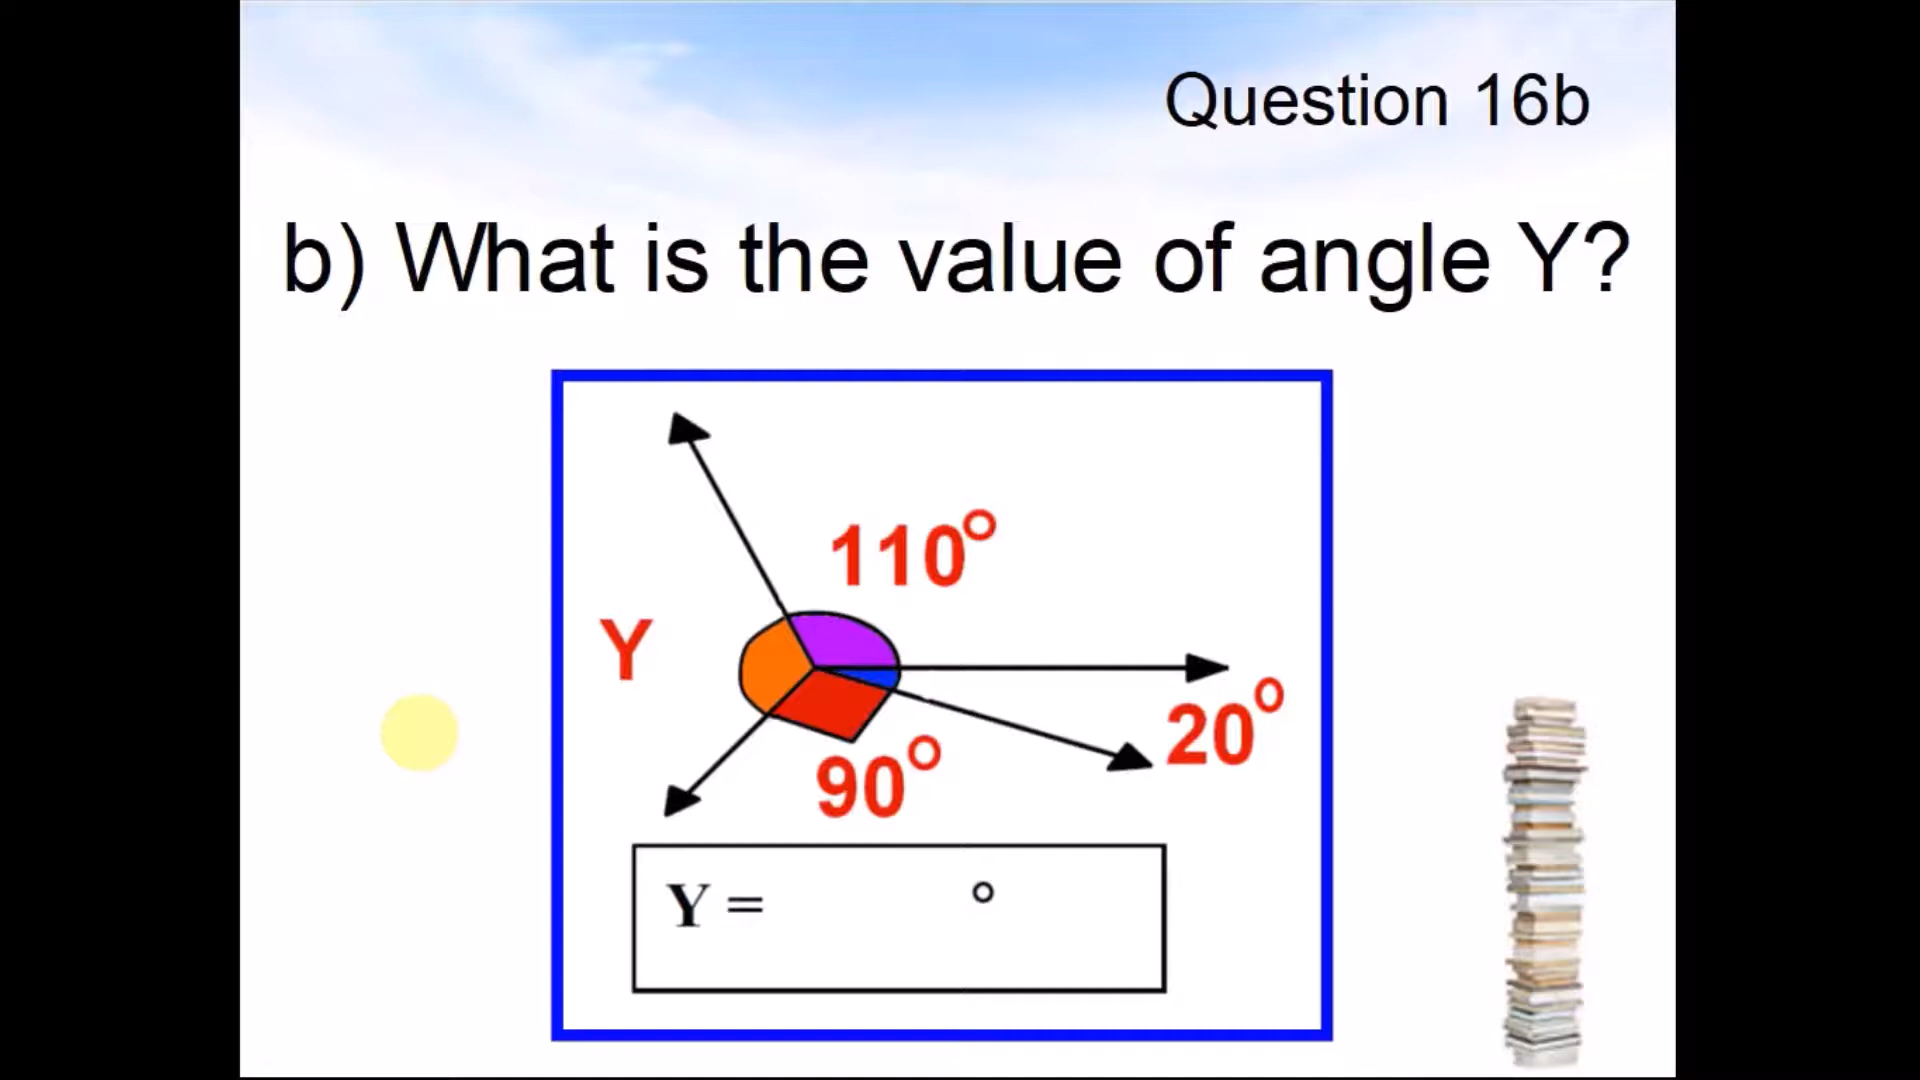 Question 16b
b) What is the value of angle Y?
110°
Y
20°
90°
Y = °